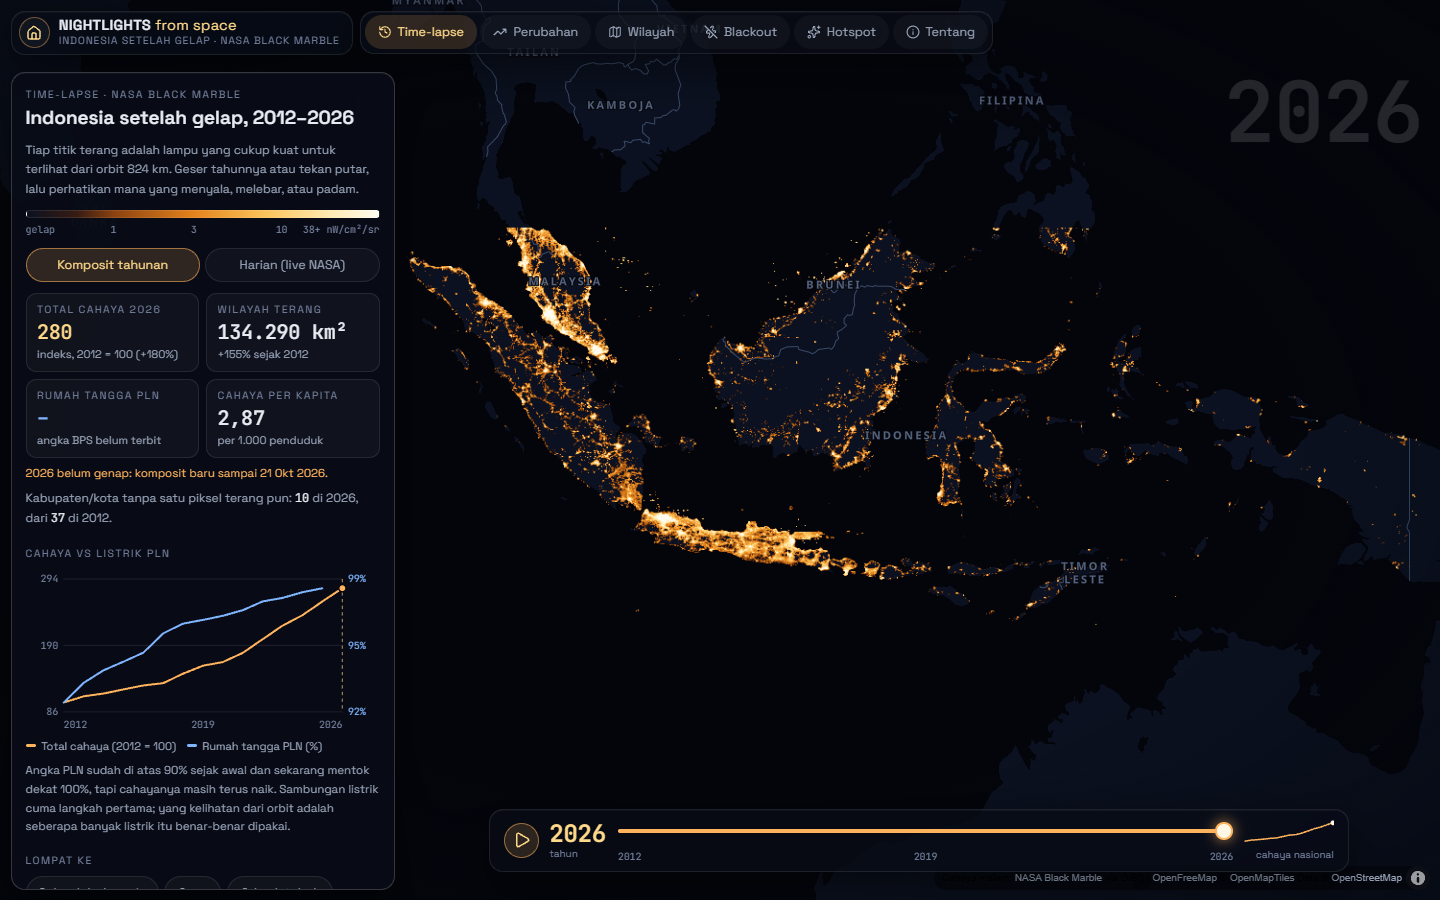 NIGHTLIGHTS from space
INDONESIA SETELAH GELAP · NASA BLACK MARBLE
Time-lapse
Perubahan
Wilayah
Blackout
Hotspot
Tentang
TIME-LAPSE · NASA BLACK MARBLE
Indonesia setelah gelap, 2012–2026
Tiap titik terang adalah lampu yang cukup kuat untuk
terlihat dari orbit 824 km. Geser tahunnya atau tekan putar,
lalu perhatikan mana yang menyala, melebar, atau padam.
gelap 1 3 10 38+ nW/cm²/sr
Komposit tahunan
Harian (live NASA)
TOTAL CAHAYA 2026
280
indeks, 2012 = 100 (+180%)
WILAYAH TERANG
134.290 km²
+155% sejak 2012
RUMAH TANGGA PLN
–
angka BPS belum terbit
CAHAYA PER KAPITA
2,87
per 1.000 penduduk
2026 belum genap: komposit baru sampai 21 Okt 2026.
Kabupaten/kota tanpa satu piksel terang pun: 10 di 2026,
dari 37 di 2012.
CAHAYA VS LISTRIK PLN
294 99%
190 95%
86 92%
2012 2019 2026
Total cahaya (2012 = 100) Rumah tangga PLN (%)
Angka PLN sudah di atas 90% sejak awal dan sekarang mentok
dekat 100%, tapi cahayanya masih terus naik. Sambungan listrik
cuma langkah pertama; yang kelihatan dari orbit adalah
seberapa banyak listrik itu benar-benar dipakai.
LOMPAT KE
MYANMAR
TAILAN
KAMBOJA
FILIPINA
MALAYSIA
BRUNEI
INDONESIA
TIMOR
LESTE
2026
2026
tahun
2012 2019 2026
cahaya nasional
NASA Black Marble OpenFreeMap OpenMapTiles OpenStreetMap